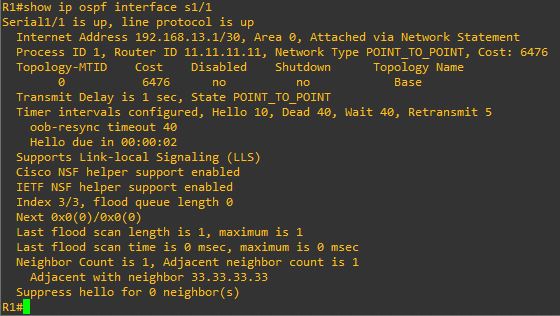 R1#show ip ospf interface s1/1
Serial1/1 is up, line protocol is up
Internet Address 192.168.13.1/30, Area 0, Attached via Network Statement
Process ID 1, Router ID 11.11.11.11, Network Type POINT_TO_POINT, Cost: 6476
Topology-MTID Cost Disabled Shutdown Topology Name
0 6476 no no Base
Transmit Delay is 1 sec, State POINT_TO_POINT
Timer intervals configured, Hello 10, Dead 40, Wait 40, Retransmit 5
oob-resync timeout 40
Hello due in 00:00:02
Supports Link-local Signaling (LLS)
Cisco NSF helper support enabled
IETF NSF helper support enabled
Index 3/3, flood queue length 0
Next 0x0(0)/0x0(0)
Last flood scan length is 1, maximum is 1
Last flood scan time is 0 msec, maximum is 0 msec
Neighbor Count is 1, Adjacent neighbor count is 1
Adjacent with neighbor 33.33.33.33
Suppress hello for 0 neighbor(s)
R1#